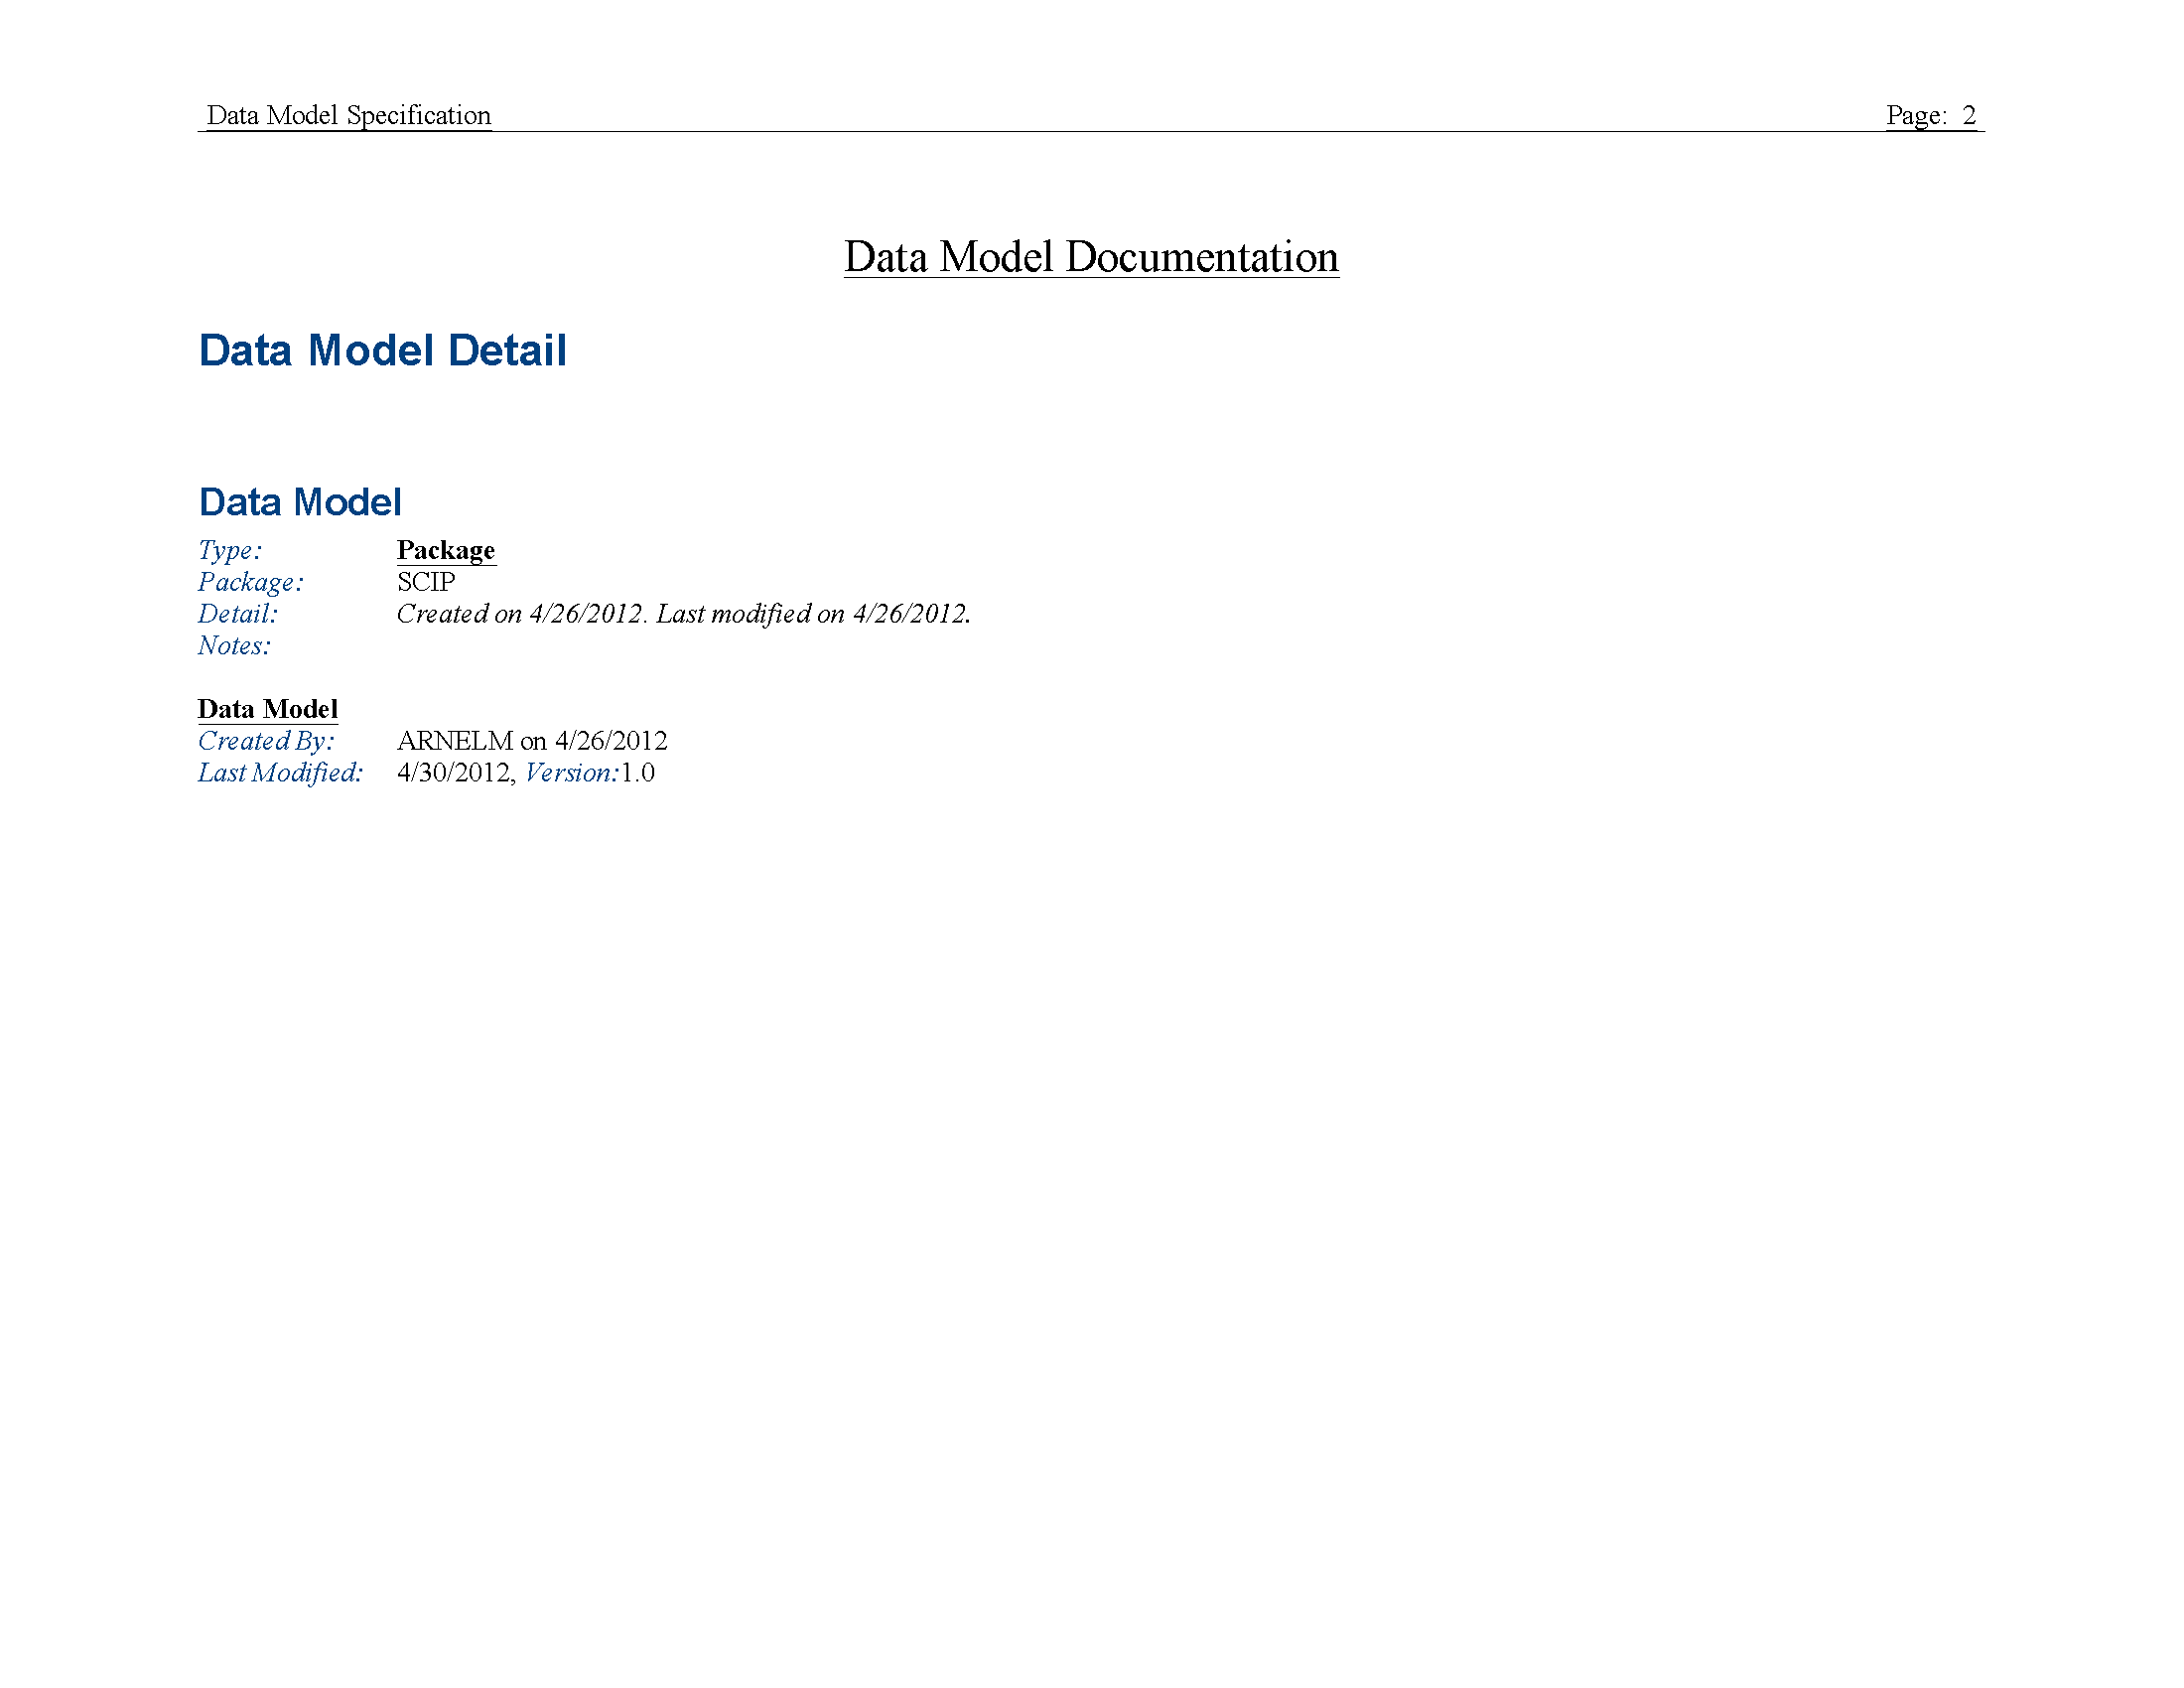 Data Model Specification Page: 2
Data Model Documentation
Data Model Detail
Data Model
Type: Package
Package: SCIP
Detail: Created on 4/26/2012. Last modified on 4/26/2012.
Notes:
Data Model
Created By: ARNELM on 4/26/2012
Last Modified: 4/30/2012, Version:1.0